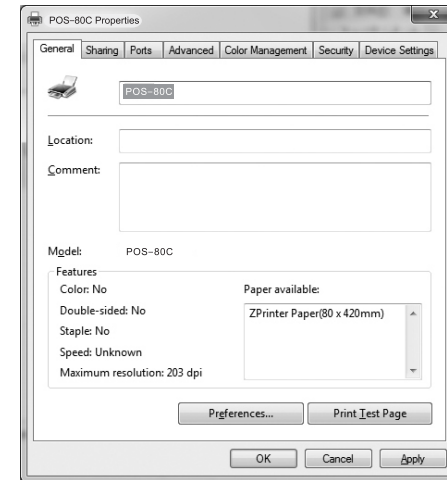 POS-80C Properties
General Sharing Ports Advanced Color Management Security Device Settings
POS-80C
Location:
Comment:
Model: POS-80C
Features
Color: No
Paper available:
Double-sided: No
ZPrinter Paper(80 x 420mm)
Staple: No
Speed: Unknown
Maximum resolution: 203 dpi
Preferences...
Print Test Page
OK
Cancel
Apply